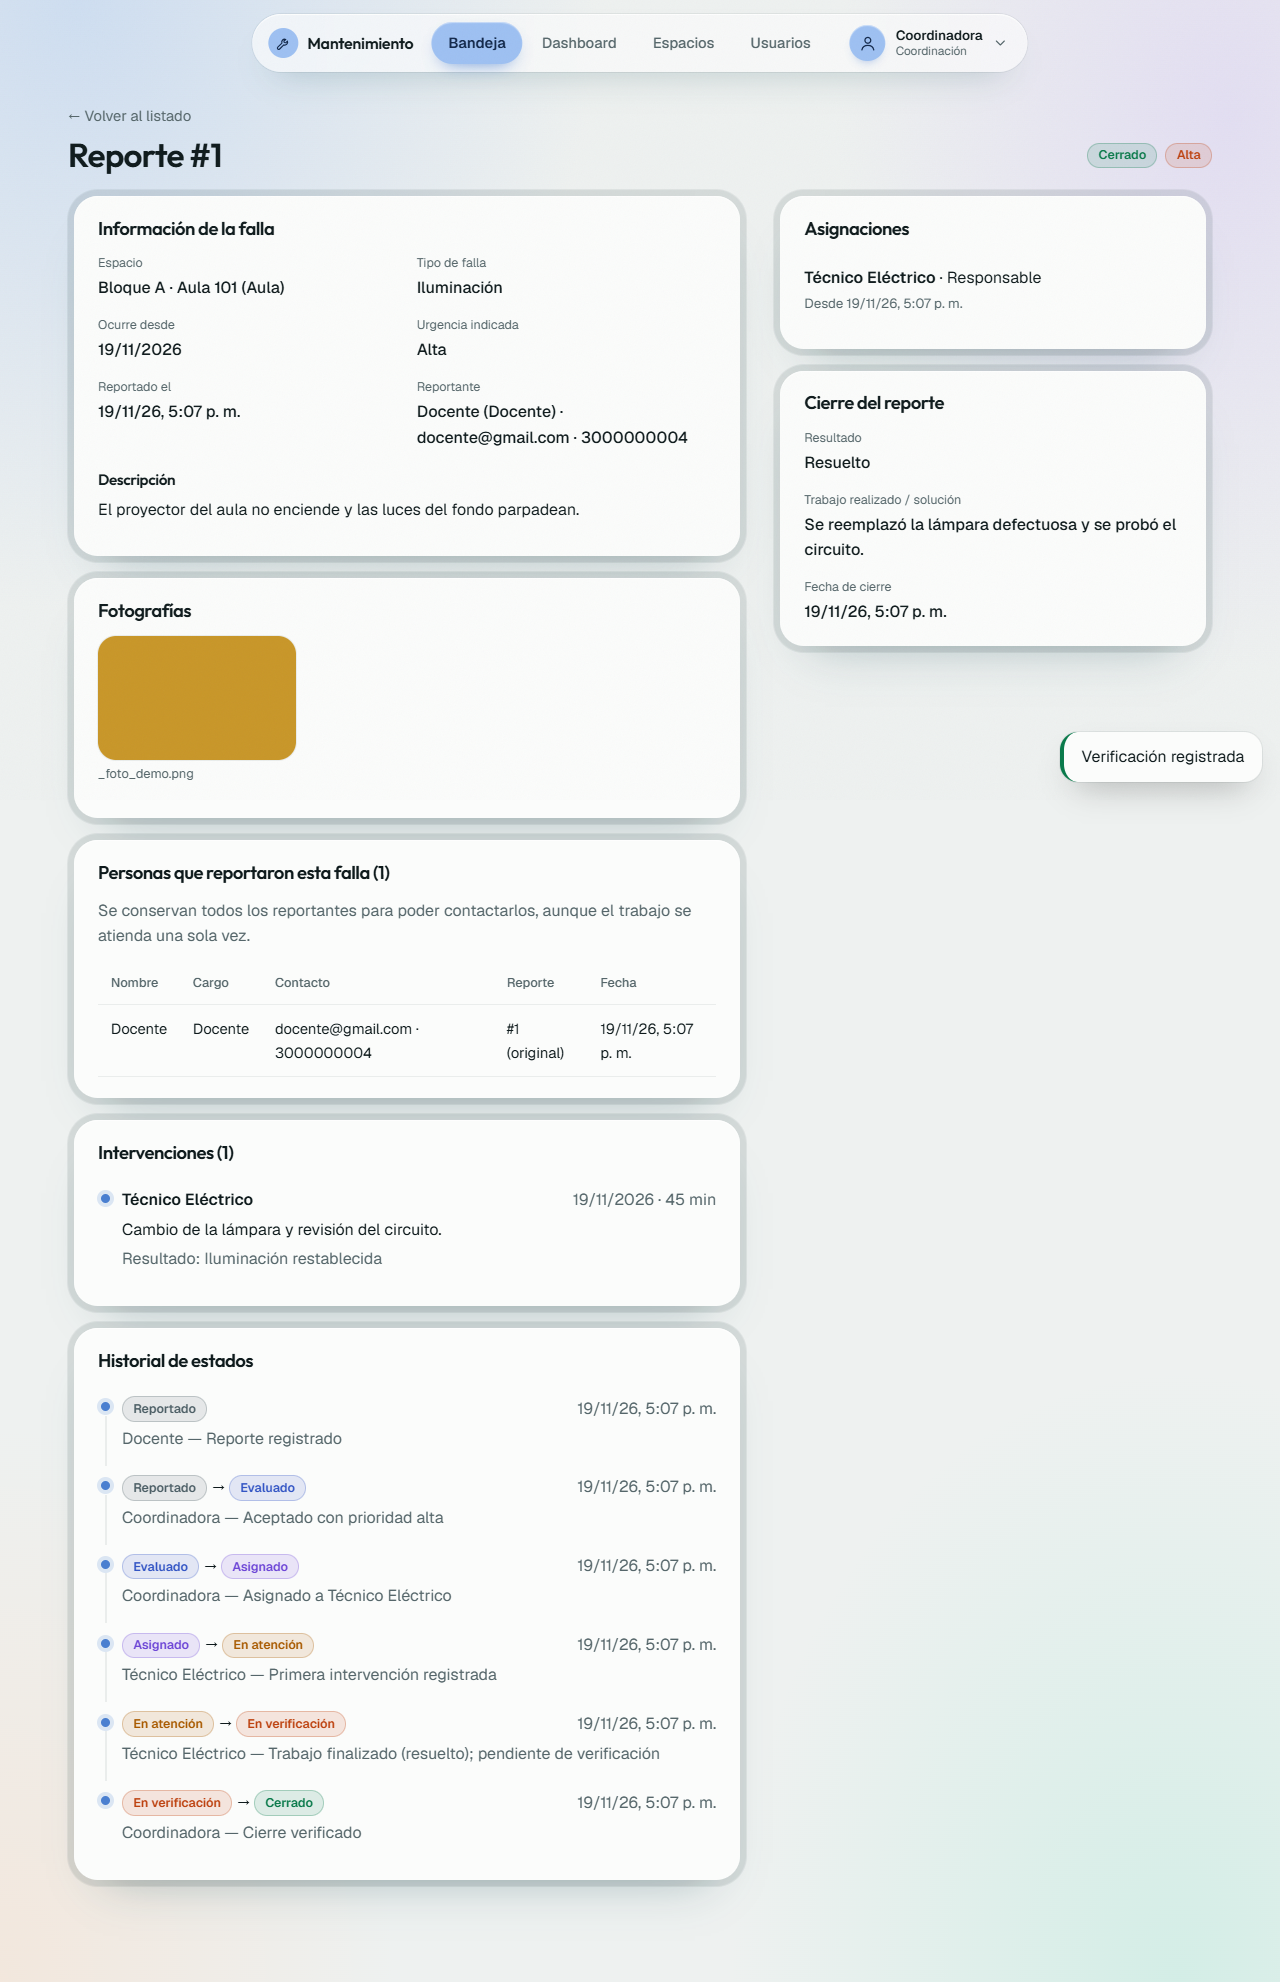 Mantenimiento
Bandeja
Dashboard
Espacios
Usuarios
Coordinadora
Coordinación
← Volver al listado
Reporte #1
Cerrado
Alta
Información de la falla
Espacio
Bloque A · Aula 101 (Aula)
Tipo de falla
Iluminación
Ocurre desde
19/11/2026
Urgencia indicada
Alta
Reportado el
19/11/26, 5:07 p. m.
Reportante
Docente (Docente) ·
docente@gmail.com · 3000000004
Descripción
El proyector del aula no enciende y las luces del fondo parpadean.
Asignaciones
Técnico Eléctrico · Responsable
Desde 19/11/26, 5:07 p. m.
Cierre del reporte
Resultado
Resuelto
Trabajo realizado / solución
Se reemplazó la lámpara defectuosa y se probó el
circuito.
Fecha de cierre
19/11/26, 5:07 p. m.
Fotografías
_foto_demo.png
Verificación registrada
Personas que reportaron esta falla (1)
Se conservan todos los reportantes para poder contactarlos, aunque el trabajo se
atienda una sola vez.
Nombre Cargo Contacto Reporte Fecha
Docente Docente docente@gmail.com · #1 19/11/26, 5:07
3000000004 (original) p. m.
Intervenciones (1)
Técnico Eléctrico 19/11/2026 · 45 min
Cambio de la lámpara y revisión del circuito.
Resultado: Iluminación restablecida
Historial de estados
Reportado 19/11/26, 5:07 p. m.
Docente — Reporte registrado
Reportado → Evaluado 19/11/26, 5:07 p. m.
Coordinadora — Aceptado con prioridad alta
Evaluado → Asignado 19/11/26, 5:07 p. m.
Coordinadora — Asignado a Técnico Eléctrico
Asignado → En atención 19/11/26, 5:07 p. m.
Técnico Eléctrico — Primera intervención registrada
En atención → En verificación 19/11/26, 5:07 p. m.
Técnico Eléctrico — Trabajo finalizado (resuelto); pendiente de verificación
En verificación → Cerrado 19/11/26, 5:07 p. m.
Coordinadora — Cierre verificado